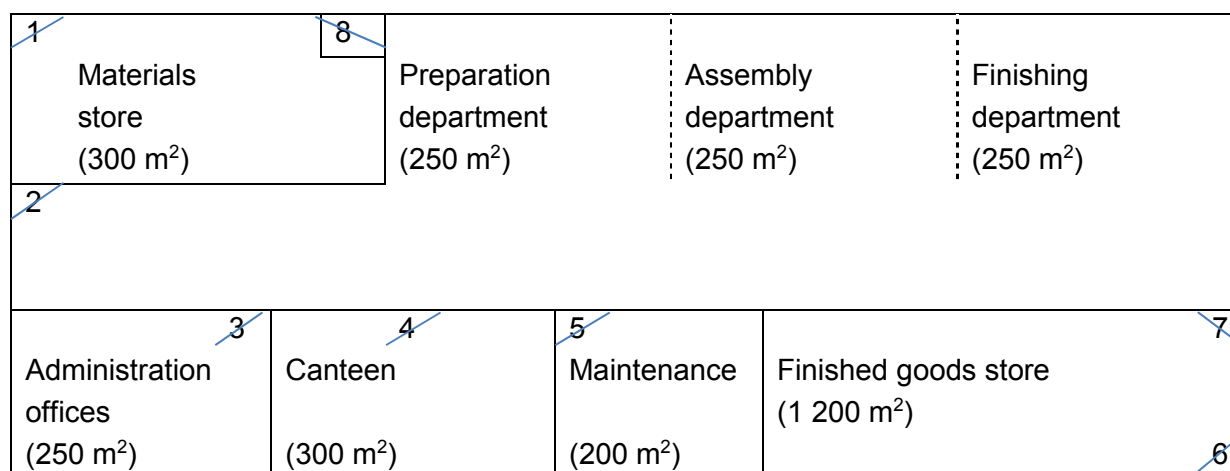 1
8
Materials
store
(300 m²)
Preparation
department
(250 m²)
Assembly
department
(250 m²)
Finishing
department
(250 m²)
2
3
Administration
offices
(250 m²)
4
Canteen
(300 m²)
5
Maintenance
(200 m²)
7
Finished goods store
(1 200 m²)
6